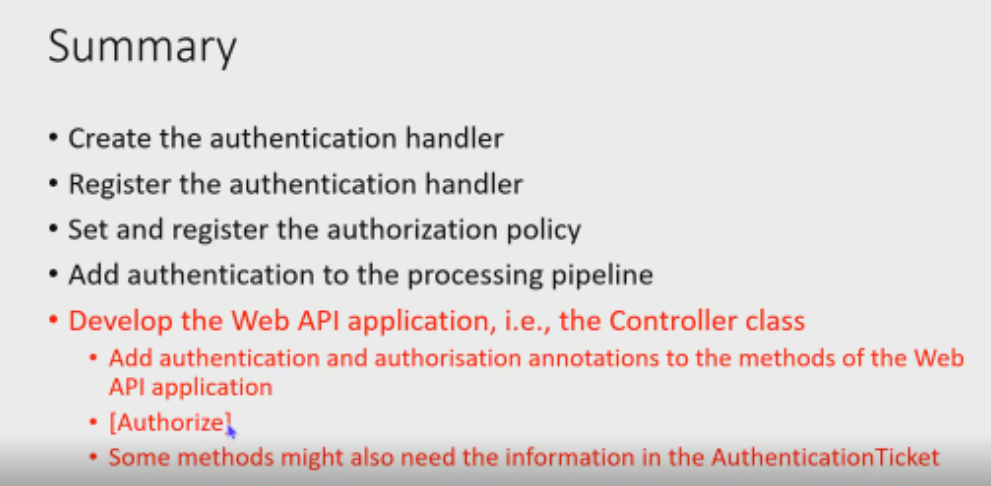 Summary
• Create the authentication handler
• Register the authentication handler
• Set and register the authorization policy
• Add authentication to the processing pipeline
• Develop the Web API application, i.e., the Controller class
• Add authentication and authorisation annotations to the methods of the Web
API application
• [Authorize]
• Some methods might also need the information in the AuthenticationTicket